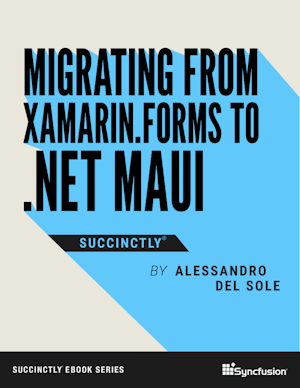 MIGRATING FROM
XAMARIN.FORMS TO
.NET MAUI
SUCCINCTLY®
BY ALESSANDRO
DEL SOLE
SUCCINCTLY EBOOK SERIES
Syncfusion